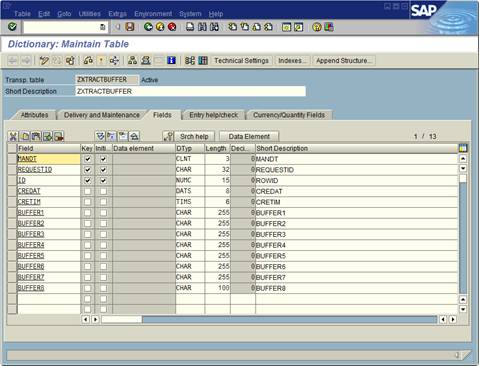 Table Edit Goto Utilities Extras Environment System Help
SAP
Dictionary: Maintain Table
Technical Settings Indexes... Append Structure...
Transp. table ZXTRACTBUFFER Active
Short Description ZXTRACTBUFFER
Attributes Delivery and Maintenance Fields Entry help/check Currency/Quantity Fields
Srch help Data Element 1 / 13
Field Key Initi... Data element DTyp Length Deci... Short Description
MANDT CLNT 3 0 MANDT
REQUESTID CHAR 32 0 REQUESTID
ID NUMC 15 0 ROWID
CREDAT DATS 8 0 CREDAT
CRETIM TIMS 6 0 CRETIM
BUFFER1 CHAR 255 0 BUFFER1
BUFFER2 CHAR 255 0 BUFFER2
BUFFER3 CHAR 255 0 BUFFER3
BUFFER4 CHAR 255 0 BUFFER4
BUFFER5 CHAR 255 0 BUFFER5
BUFFER6 CHAR 255 0 BUFFER6
BUFFER7 CHAR 255 0 BUFFER7
BUFFER8 CHAR 100 0 BUFFER8